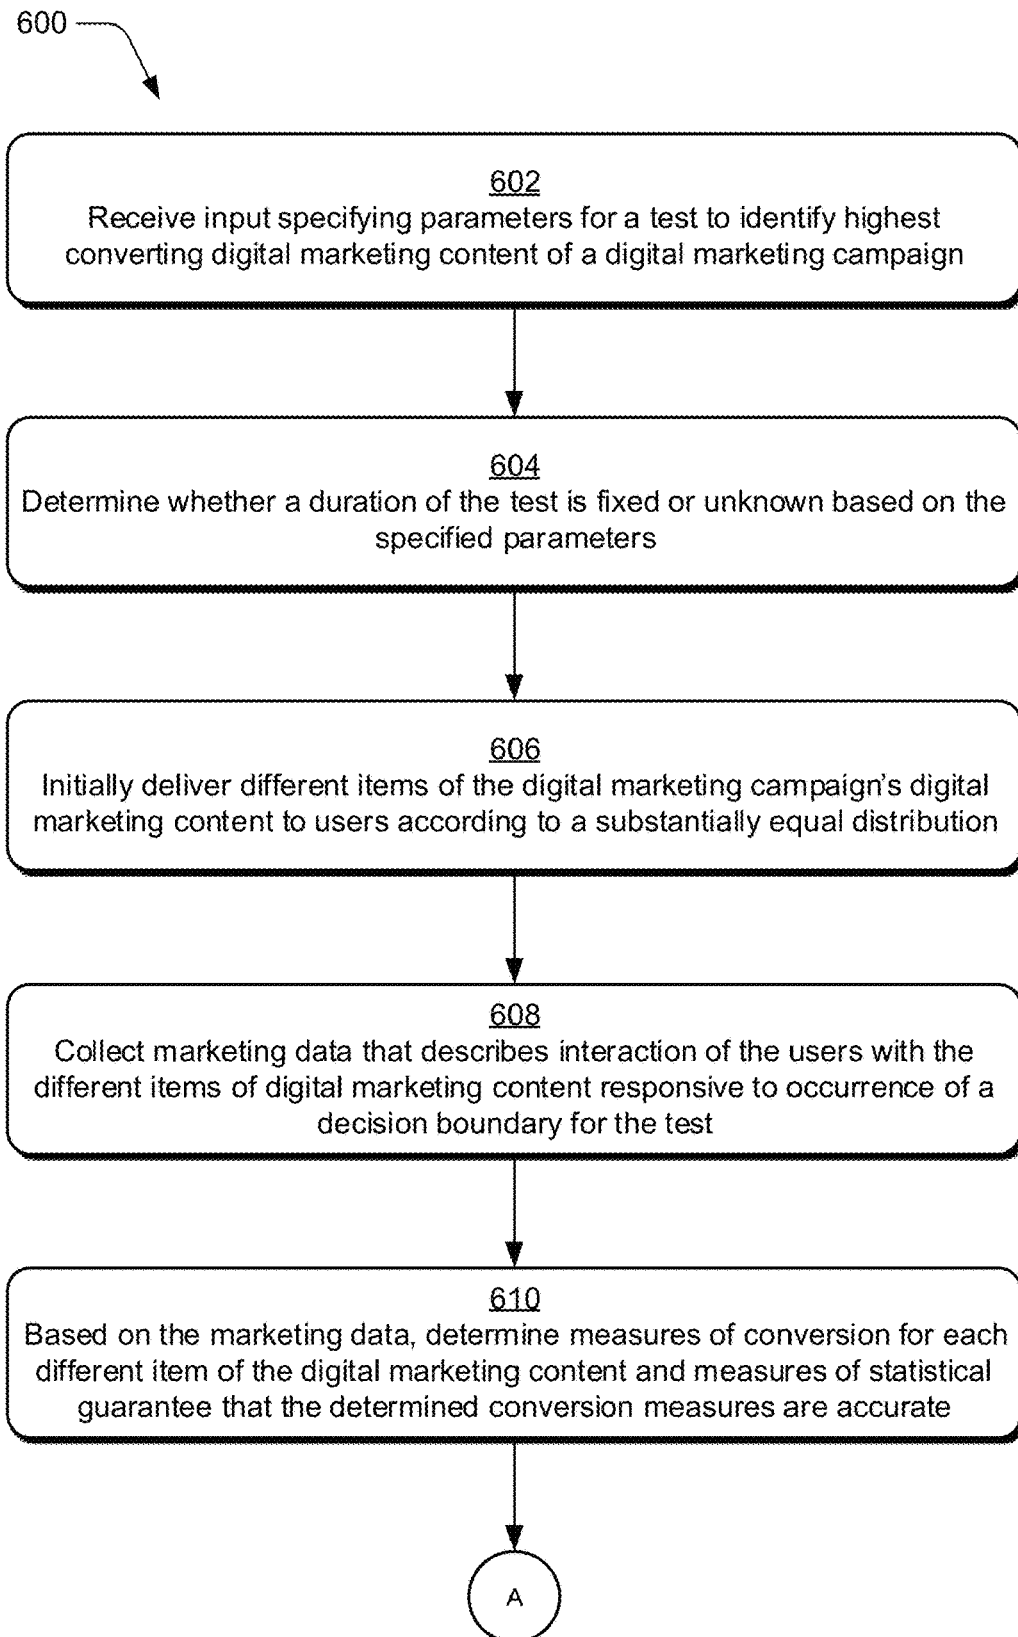 600
602
Receive input specifying parameters for a test to identify highest
converting digital marketing content of a digital marketing campaign
604
Determine whether a duration of the test is fixed or unknown based on the
specified parameters
606
Initially deliver different items of the digital marketing campaign's digital
marketing content to users according to a substantially equal distribution
608
Collect marketing data that describes interaction of the users with the
different items of digital marketing content responsive to occurrence of a
decision boundary for the test
610
Based on the marketing data, determine measures of conversion for each
different item of the digital marketing content and measures of statistical
guarantee that the determined conversion measures are accurate
A